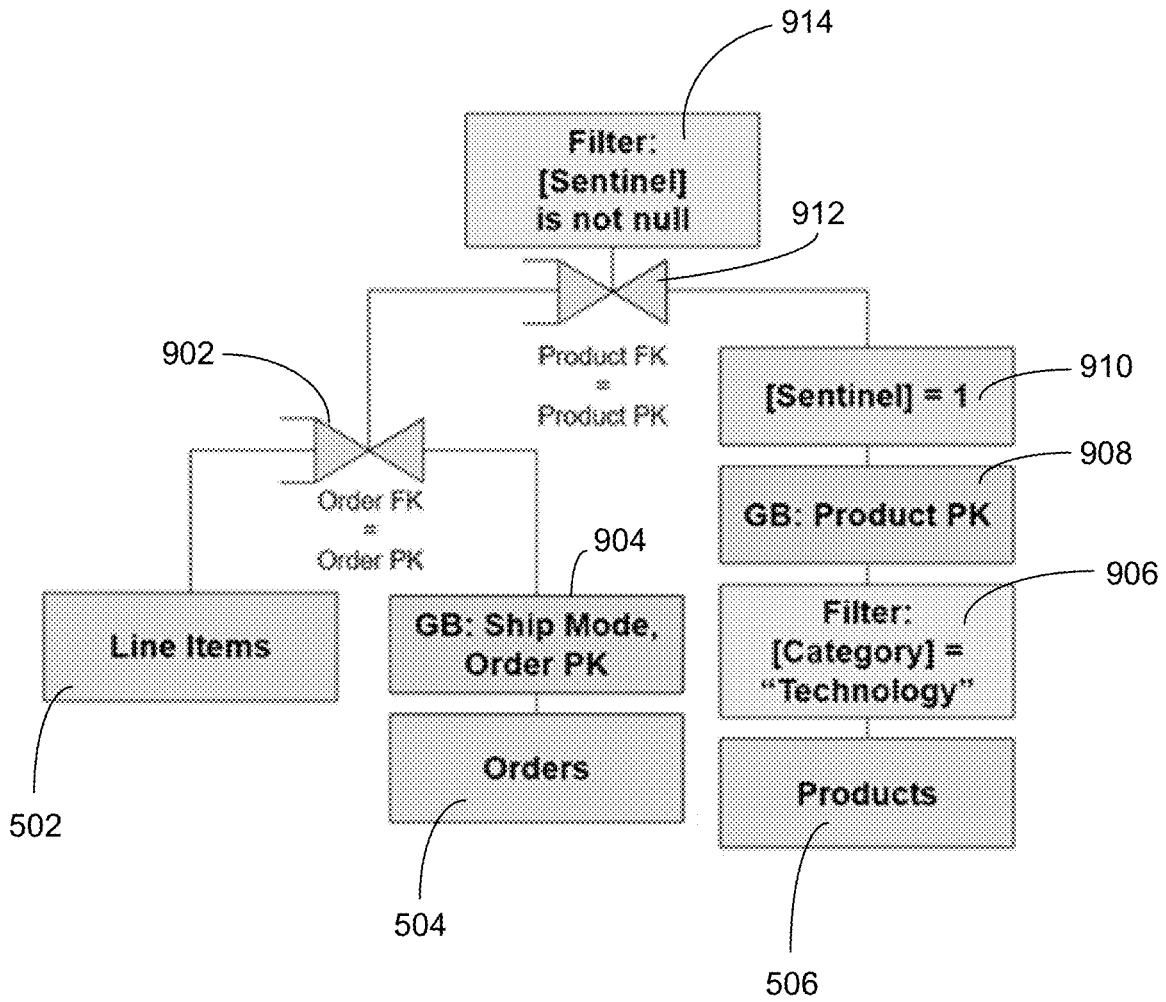 914
Filter:
[Sentinel]
is not null
912
902
Product FK
=
Product PK
910
[Sentinel] = 1
908
GB: Product PK
Order FK
=
Order PK
904
906
Line Items
GB: Ship Mode,
Order PK
Filter:
[Category] =
“Technology”
Orders
Products
502
504
506